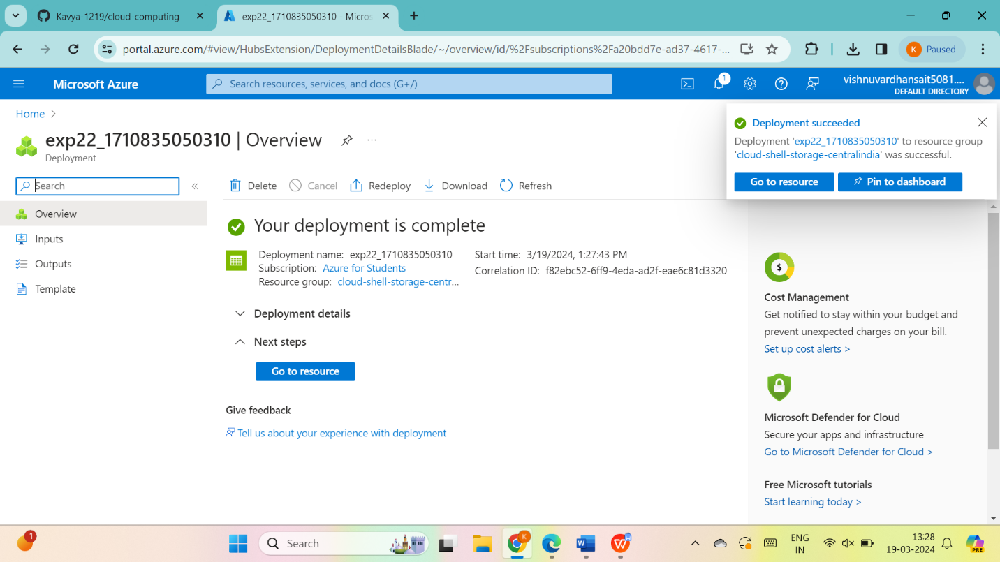 Kavya-1219/cloud-computing
exp22_1710835050310 - Micros
portal.azure.com/#view/HubsExtension/DeploymentDetailsBlade/~/overview/id/%2Fsubscriptions%2Fa20bdd7e-ad37-4617-...
K Paused
Microsoft Azure
Search resources, services, and docs (G+/)
1
vishnuvardhansait5081....
DEFAULT DIRECTORY
Home >
exp22_1710835050310 | Overview
Deployment
Deployment succeeded
Deployment 'exp22_1710835050310' to resource group
'cloud-shell-storage-centralindia' was successful.
Go to resource
Pin to dashboard
Search
Overview
Inputs
Outputs
Template
Delete
Cancel
Redeploy
Download
Refresh
Your deployment is complete
Deployment name: exp22_1710835050310
Subscription: Azure for Students
Resource group: cloud-shell-storage-centr...
Start time: 3/19/2024, 1:27:43 PM
Correlation ID: f82ebc52-6ff9-4eda-ad2f-eae6c81d3320
Deployment details
Next steps
Go to resource
Give feedback
Tell us about your experience with deployment
$
Cost Management
Get notified to stay within your budget and
prevent unexpected charges on your bill.
Set up cost alerts >
Microsoft Defender for Cloud
Secure your apps and infrastructure
Go to Microsoft Defender for Cloud >
Free Microsoft tutorials
Start learning today >
1
Search
K
W
W
ENG
IN
13:28
19-03-2024
PRE